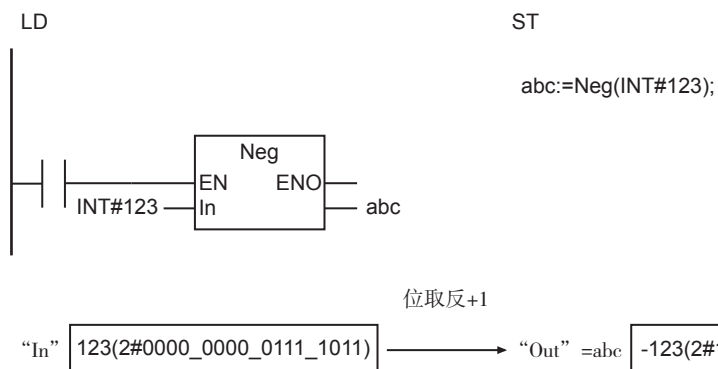 LD ST
abc:=Neg(INT#123);
Neg
EN ENO
INT#123 In abc
位取反+1
“In” 123(2#0000_0000_0111_1011) “Out” =abc -123(2#